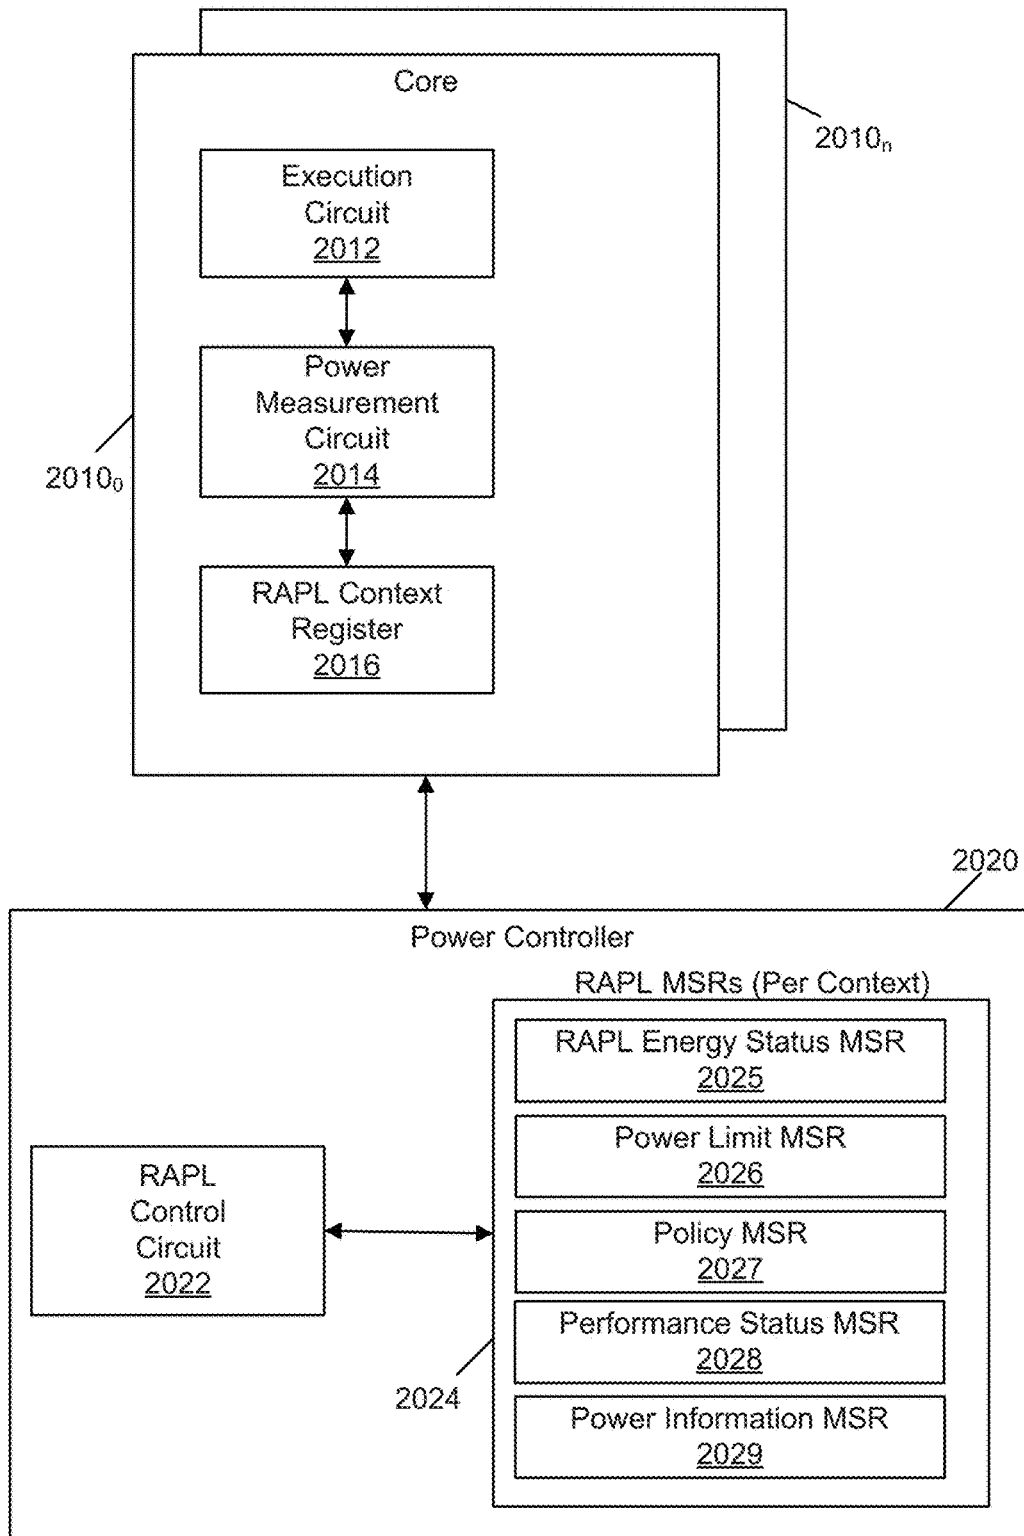 Core
2010n
Execution
Circuit
2012
Power
Measurement
Circuit
2014
20100
RAPL Context
Register
2016
2020
Power Controller
RAPL MSRs (Per Context)
RAPL Energy Status MSR
2025
Power Limit MSR
2026
RAPL
Control
Circuit
2022
Policy MSR
2027
Performance Status MSR
2028
2024
Power Information MSR
2029